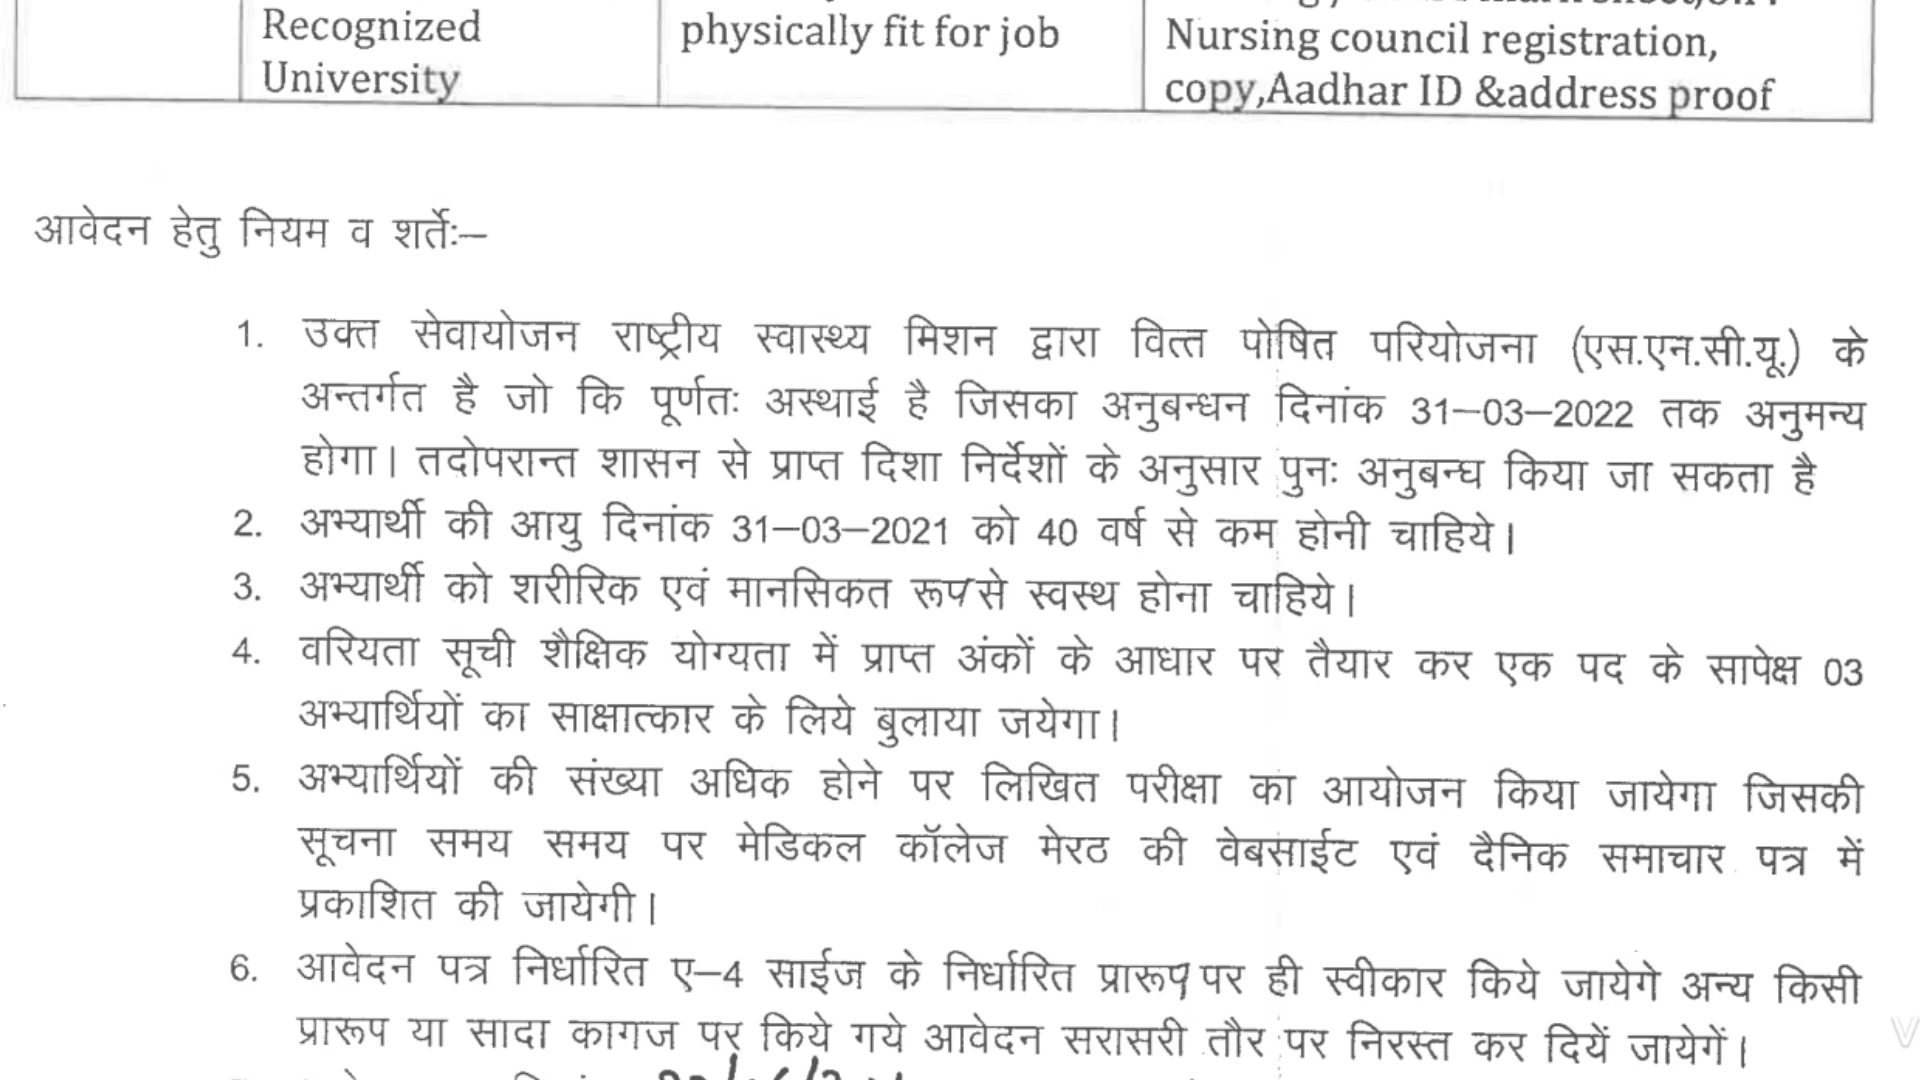 Recognized
University
physically fit for job
Nursing council registration,
copy,Aadhar ID &address proof
आवेदन हेतु नियम व शर्तेः–
1. उक्त सेवायोजन राष्ट्रीय स्वास्थ्य मिशन द्वारा वित्त पोषित परियोजना (एस.एन.सी.यू.) के
अन्तर्गत है जो कि पूर्णतः अस्थाई है जिसका अनुबन्धन दिनांक 31–03–2022 तक अनुमन्य
होगा। तदोपरान्त शासन से प्राप्त दिशा निर्देशों के अनुसार पुनः अनुबन्ध किया जा सकता है
2. अभ्यार्थी की आयु दिनांक 31–03–2021 को 40 वर्ष से कम होनी चाहिये।
3. अभ्यार्थी को शरीरिक एवं मानसिकत रूप से स्वस्थ होना चाहिये।
4. वरियता सूची शैक्षिक योग्यता में प्राप्त अंकों के आधार पर तैयार कर एक पद के सापेक्ष 03
अभ्यार्थियों का साक्षात्कार के लिये बुलाया जयेगा।
5. अभ्यार्थियों की संख्या अधिक होने पर लिखित परीक्षा का आयोजन किया जायेगा जिसकी
सूचना समय समय पर मेडिकल कॉलेज मेरठ की वेबसाईट एवं दैनिक समाचार पत्र में
प्रकाशित की जायेगी।
6. आवेदन पत्र निर्धारित ए–4 साईज के निर्धारित प्रारूप पर ही स्वीकार किये जायेगे अन्य किसी
प्रारूप या सादा कागज पर किये गये आवेदन सरासरी तौर पर निरस्त कर दियें जायेगें।
V